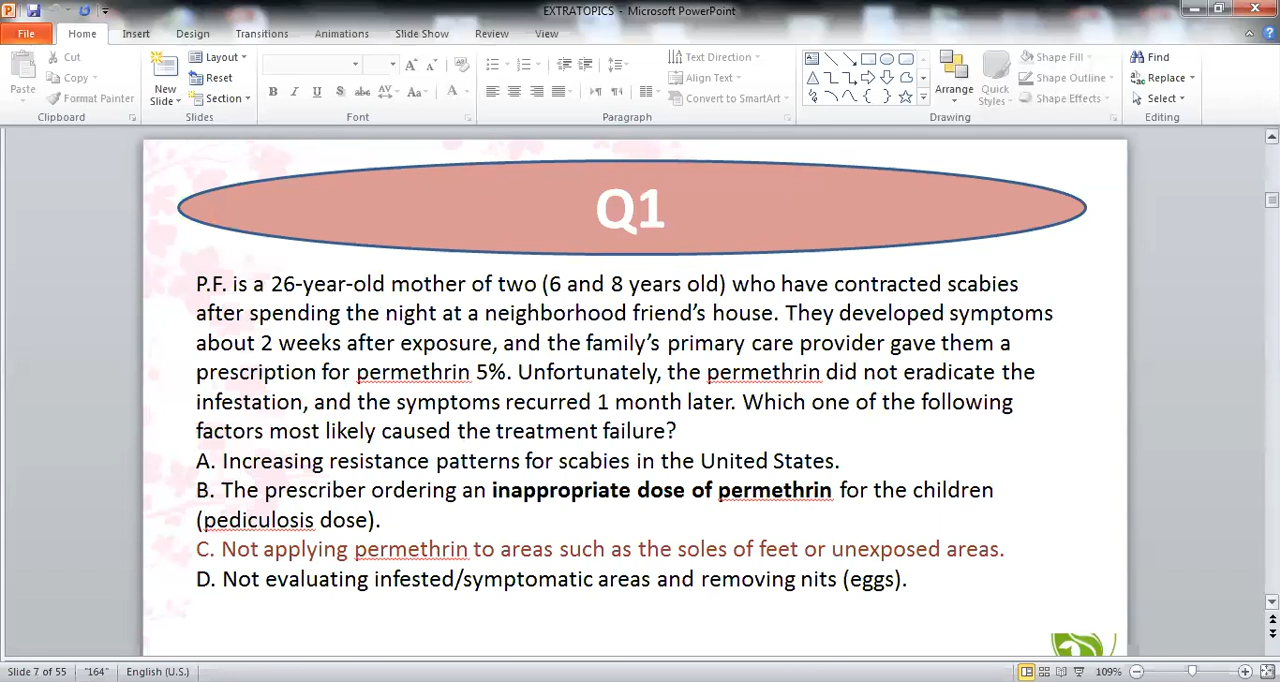 EXTRATOPICS - Microsoft PowerPoint
File Home Insert Design Transitions Animations Slide Show Review View
Paste Cut Copy Format Painter Clipboard
New Slide Layout Reset Section Slides
B I U S abc AV Aa A Font
Text Direction Align Text Convert to SmartArt Paragraph
Arrange Quick Styles Shape Fill Shape Outline Shape Effects Drawing
Find Replace Select Editing
Q1
P.F. is a 26-year-old mother of two (6 and 8 years old) who have contracted scabies
after spending the night at a neighborhood friend's house. They developed symptoms
about 2 weeks after exposure, and the family's primary care provider gave them a
prescription for permethrin 5%. Unfortunately, the permethrin did not eradicate the
infestation, and the symptoms recurred 1 month later. Which one of the following
factors most likely caused the treatment failure?
A. Increasing resistance patterns for scabies in the United States.
B. The prescriber ordering an inappropriate dose of permethrin for the children
(pediculosis dose).
C. Not applying permethrin to areas such as the soles of feet or unexposed areas.
D. Not evaluating infested/symptomatic areas and removing nits (eggs).
Slide 7 of 55 "164" English (U.S.) 109%